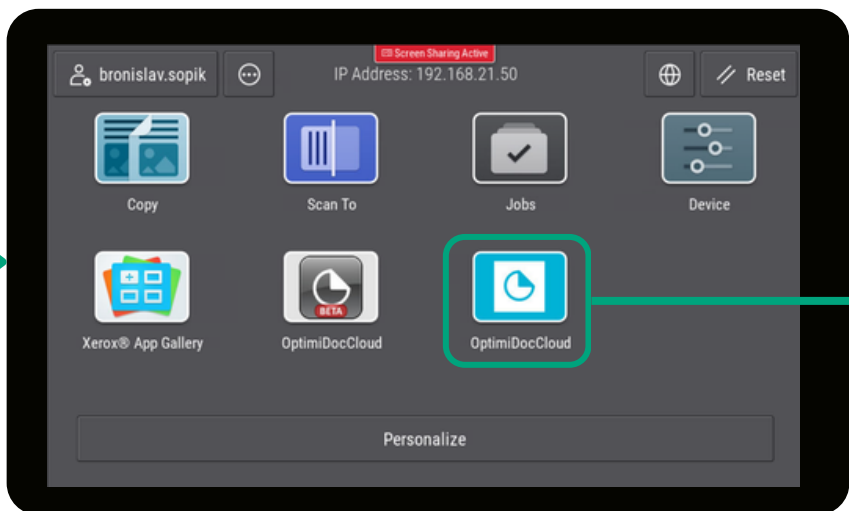 Screen Sharing Active
bronislav.sopik
IP Address: 192.168.21.50
Reset
Copy
Scan To
Jobs
Device
Xerox® App Gallery
BETA
OptimiDocCloud
OptimiDocCloud
Personalize